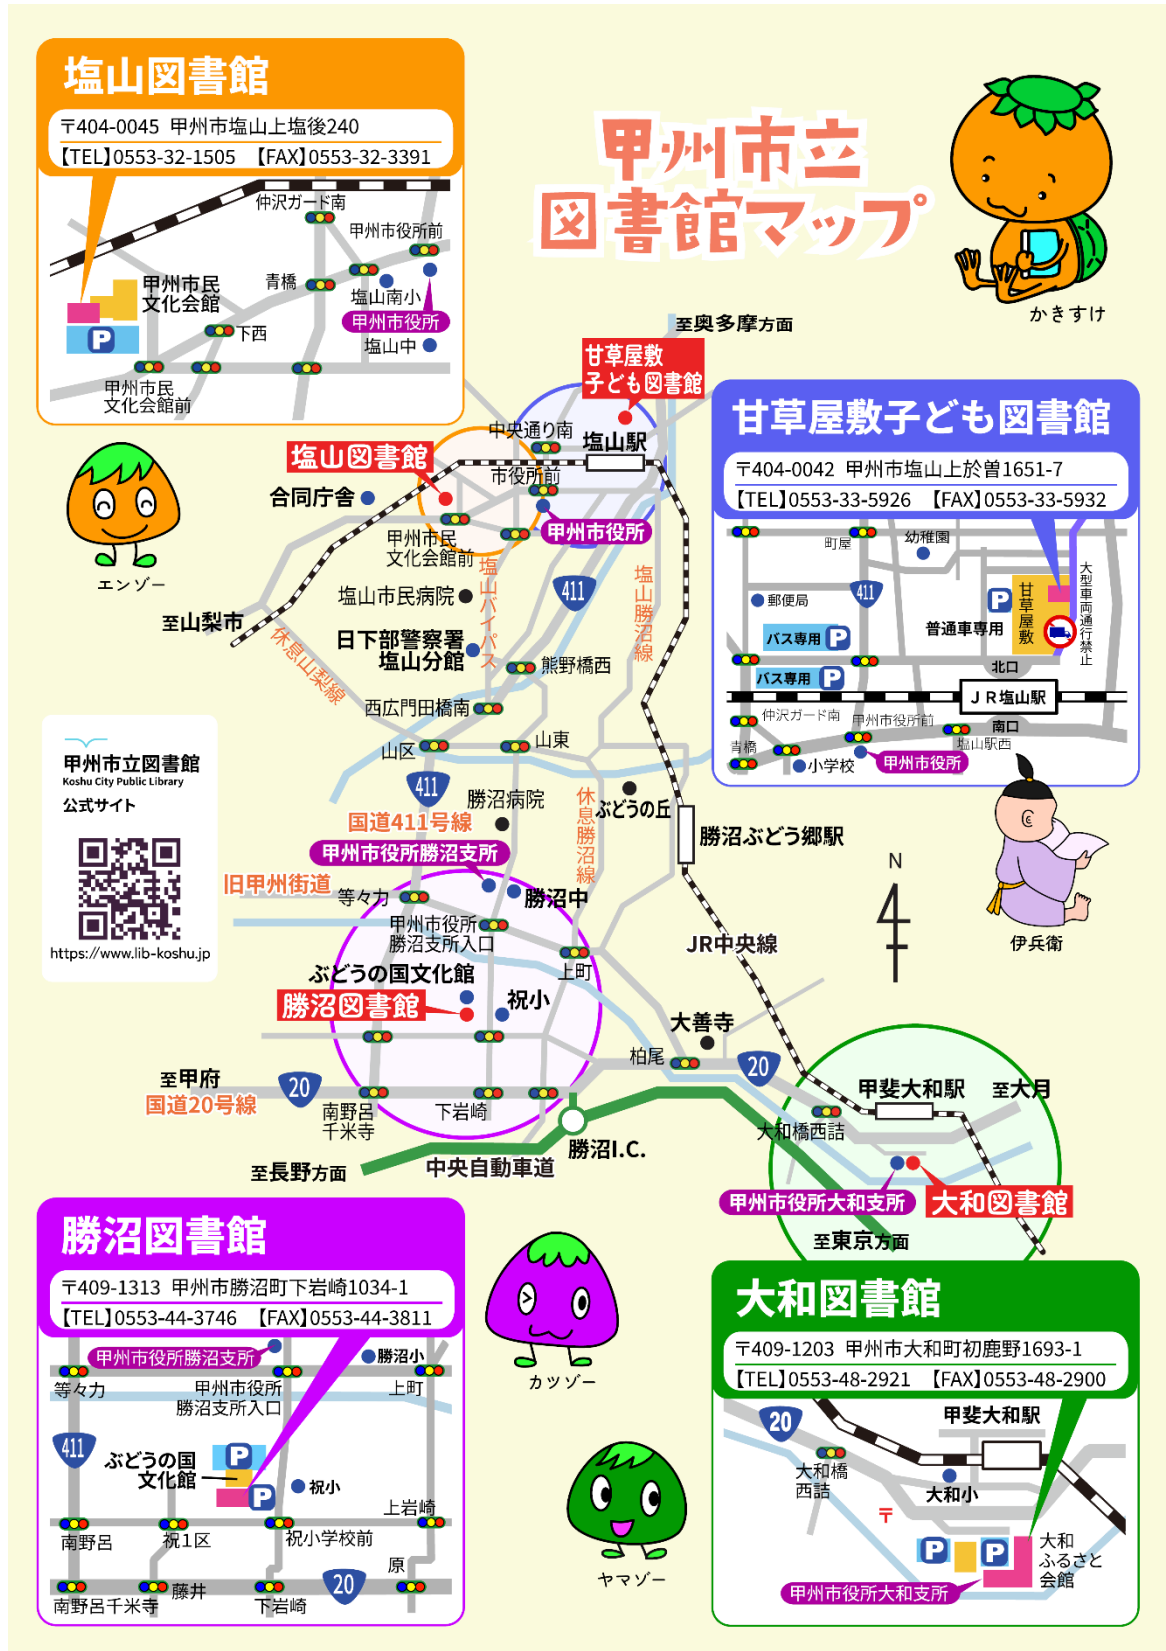 甲州市立
図書館マップ
かきすけ
塩山図書館
〒404-0045 甲州市塩山上塩後240
【TEL】0553-32-1505 【FAX】0553-32-3391
仲沢ガード南
甲州市役所前
青橋
甲州市民
文化会館
塩山南小
甲州市役所
下西
塩山中
P
甲州市民
文化会館前
エンゾー
至奥多摩方面
甘草屋敷
子ども図書館
中央通り南
塩山駅
塩山図書館
市役所前
合同庁舎
甲州市役所
甲州市民
文化会館前
塩山バイパス
411
塩山勝沼線
塩山市民病院
至山梨市
休息山梨線
日下部警察署
塩山分館
熊野橋西
西広門田橋南
山区
山東
411
勝沼病院
休息勝沼線
ぶどうの丘
国道411号線
勝沼ぶどう郷駅
甲州市役所勝沼支所
旧甲州街道
等々力
勝沼中
甲州市役所
勝沼支所入口
上町
JR中央線
N
ぶどうの国文化館
勝沼図書館
祝小
大善寺
柏尾
20
至甲府
国道20号線
20
南野呂
千米寺
下岩崎
勝沼I.C.
中央自動車道
至長野方面
甲斐大和駅
至大月
大和橋西詰
甲州市役所大和支所
大和図書館
至東京方面
甘草屋敷子ども図書館
〒404-0042 甲州市塩山上於曽1651-7
【TEL】0553-33-5926 【FAX】0553-33-5932
町屋
幼稚園
郵便局
411
P
甘草屋敷
大型車両通行禁止
普通車専用
バス専用 P
北口
バス専用 P
JR塩山駅
仲沢ガード南
甲州市役所前
南口
塩山駅西
青橋
小学校
甲州市役所
伊兵衛
甲州市立図書館
Koshu City Public Library
公式サイト
https://www.lib-koshu.jp
勝沼図書館
〒409-1313 甲州市勝沼町下岩崎1034-1
【TEL】0553-44-3746 【FAX】0553-44-3811
甲州市役所勝沼支所
勝沼小
等々力
甲州市役所
勝沼支所入口
上町
411
P
ぶどうの国
文化館
P
祝小
上岩崎
南野呂
祝1区
祝小学校前
原
20
藤井
南野呂千米寺
下岩崎
カツゾー
ヤマゾー
大和図書館
〒409-1203 甲州市大和町初鹿野1693-1
【TEL】0553-48-2921 【FAX】0553-48-2900
20
甲斐大和駅
大和橋
西詰
大和小
〒
P
P
大和
ふるさと
会館
甲州市役所大和支所